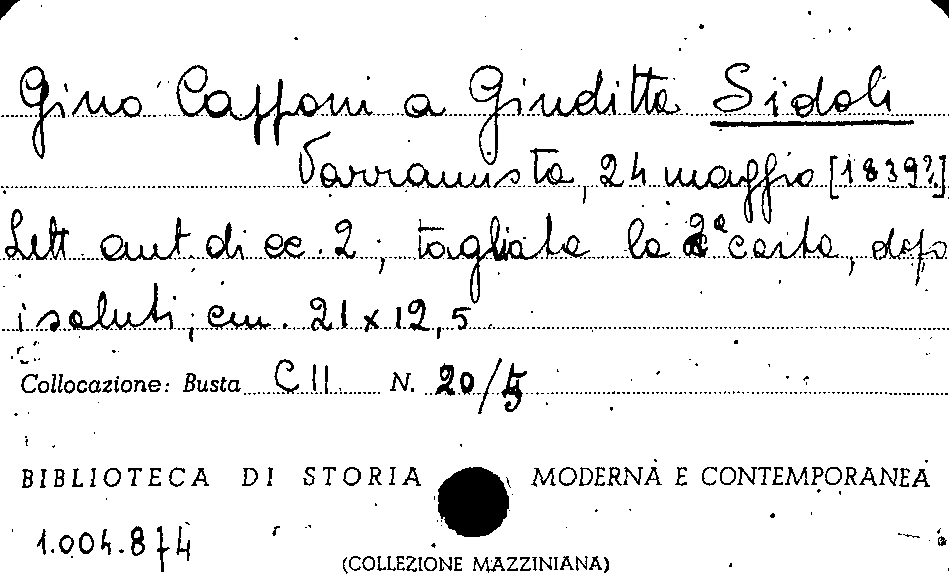 Gino Capponi a Giuditta Sidoli
Varramista, 24 maggio [1839?]
Lett. aut. di cc. 2; tagliata la 2ª carta, dopo
i saluti; cm. 21 x 12,5
Collocazione: Busta C II N. 20/5
BIBLIOTECA DI STORIA MODERNA E CONTEMPORANEA
1.004.874
(COLLEZIONE MAZZINIANA)